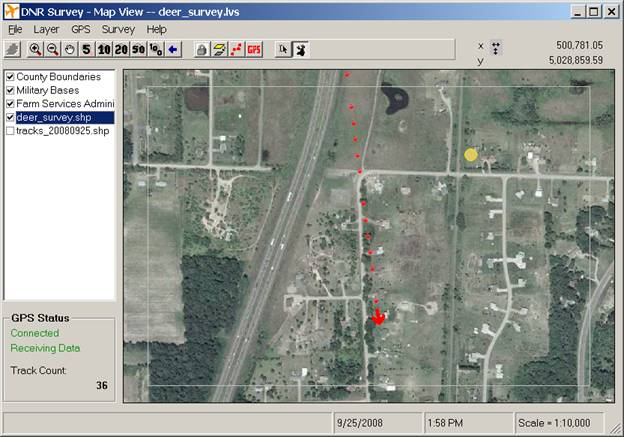 DNR Survey - Map View -- deer_survey.lvs
File Layer GPS Survey Help
5 10 20 50 GPS
x 500,781.05
y 5,028,859.59
County Boundaries
Military Bases
Farm Services Admini
deer_survey.shp
tracks_20080925.shp
GPS Status
Connected
Receiving Data
Track Count:
36
9/25/2008 1:58 PM Scale = 1:10,000